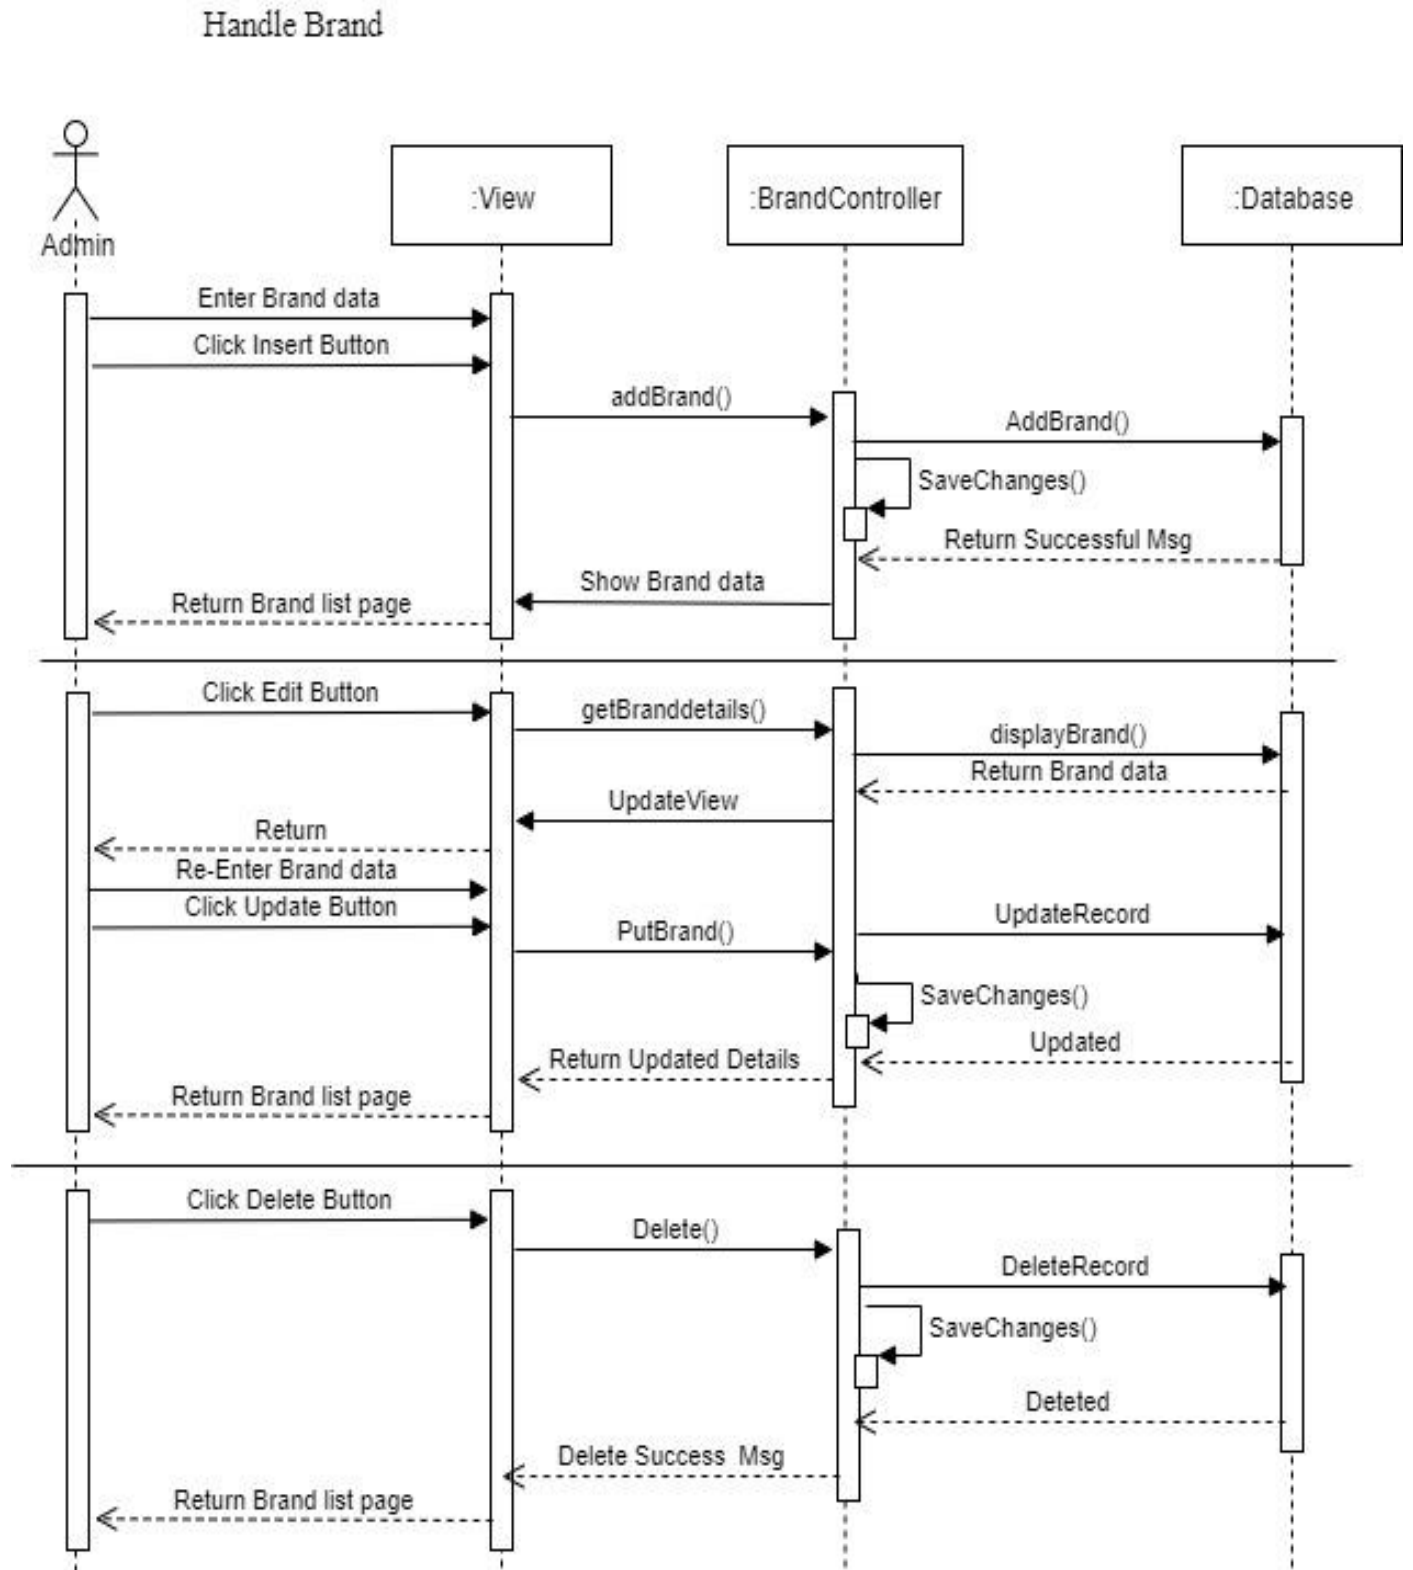 Handle Brand
:View
:BrandController
:Database
Admin
Enter Brand data
Click Insert Button
addBrand()
AddBrand()
SaveChanges()
Return Successful Msg
Show Brand data
Return Brand list page
Click Edit Button
getBranddetails()
displayBrand()
Return Brand data
UpdateView
Return
Re-Enter Brand data
Click Update Button
UpdateRecord
PutBrand()
SaveChanges()
Updated
Return Updated Details
Return Brand list page
Click Delete Button
Delete()
DeleteRecord
SaveChanges()
Deteted
Delete Success  Msg
Return Brand list page